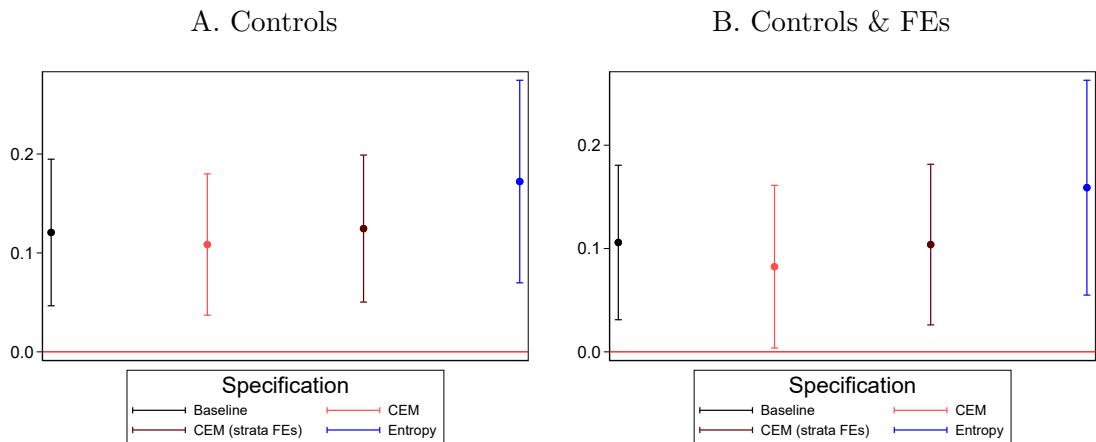 A. Controls
0.2
0.1
0.0
Specification
Baseline
CEM
CEM (strata FEs)
Entropy
B. Controls & FEs
0.2
0.1
0.0
Specification
Baseline
CEM
CEM (strata FEs)
Entropy